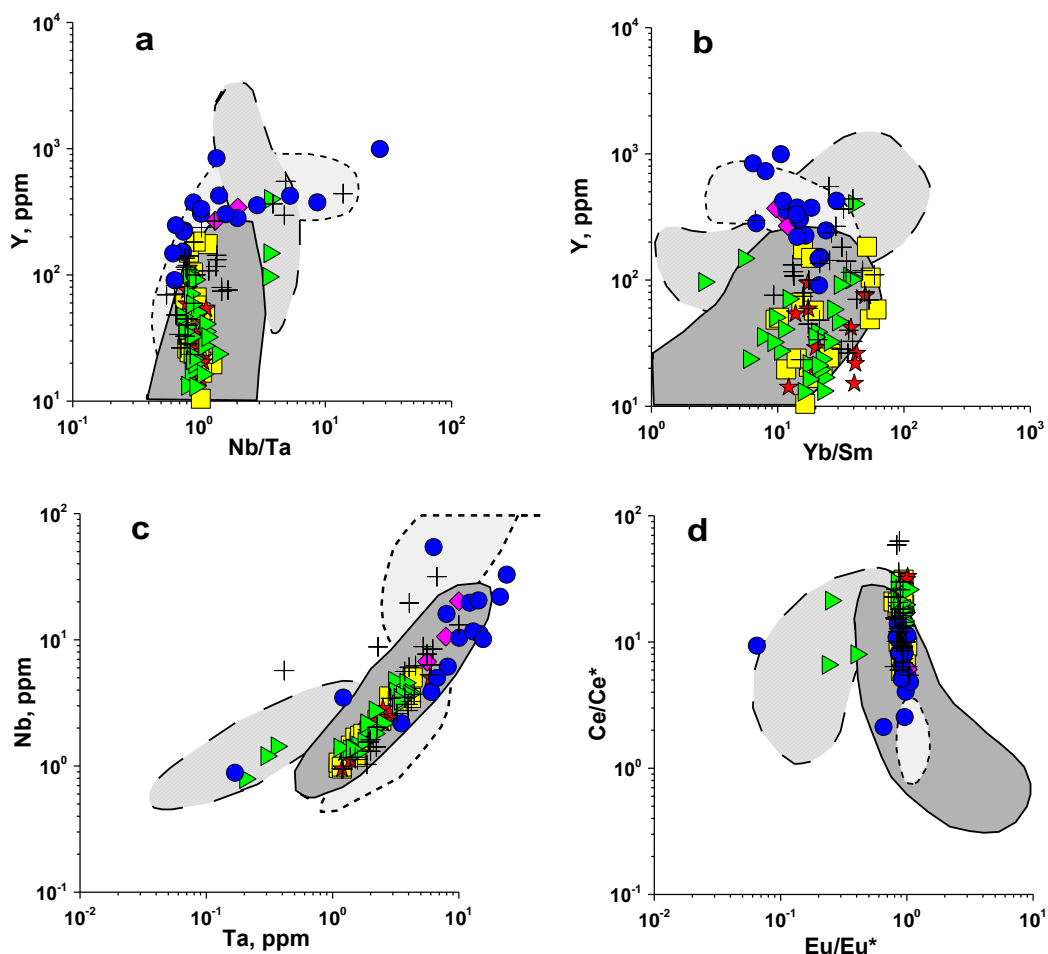 a
10^4
10^3
10^2
10^1
Y, ppm
10^-1 10^0 10^1 10^2
Nb/Ta
b
10^4
10^3
10^2
10^1
Y, ppm
10^0 10^1 10^2 10^3
Yb/Sm
c
10^2
10^1
10^0
10^-1
Nb, ppm
10^-2 10^-1 10^0 10^1
Ta, ppm
d
10^2
10^1
10^0
10^-1
Ce/Ce*
10^-2 10^-1 10^0 10^1
Eu/Eu*